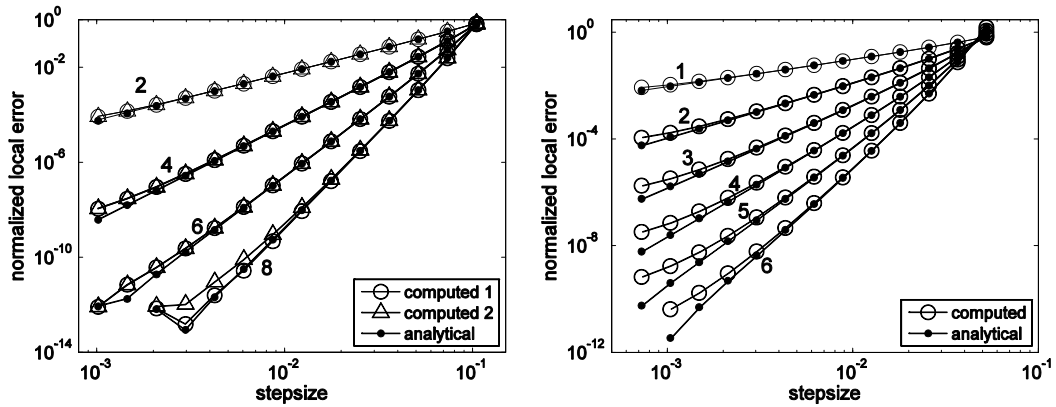 normalized local error
10^0
10^-2
10^-6
10^-10
10^-14
2
4
6
8
computed 1
computed 2
analytical
10^-3
10^-2
10^-1
stepsize
normalized local error
10^0
10^-4
10^-8
10^-12
1
2
3
4
5
6
computed
analytical
10^-3
10^-2
10^-1
stepsize